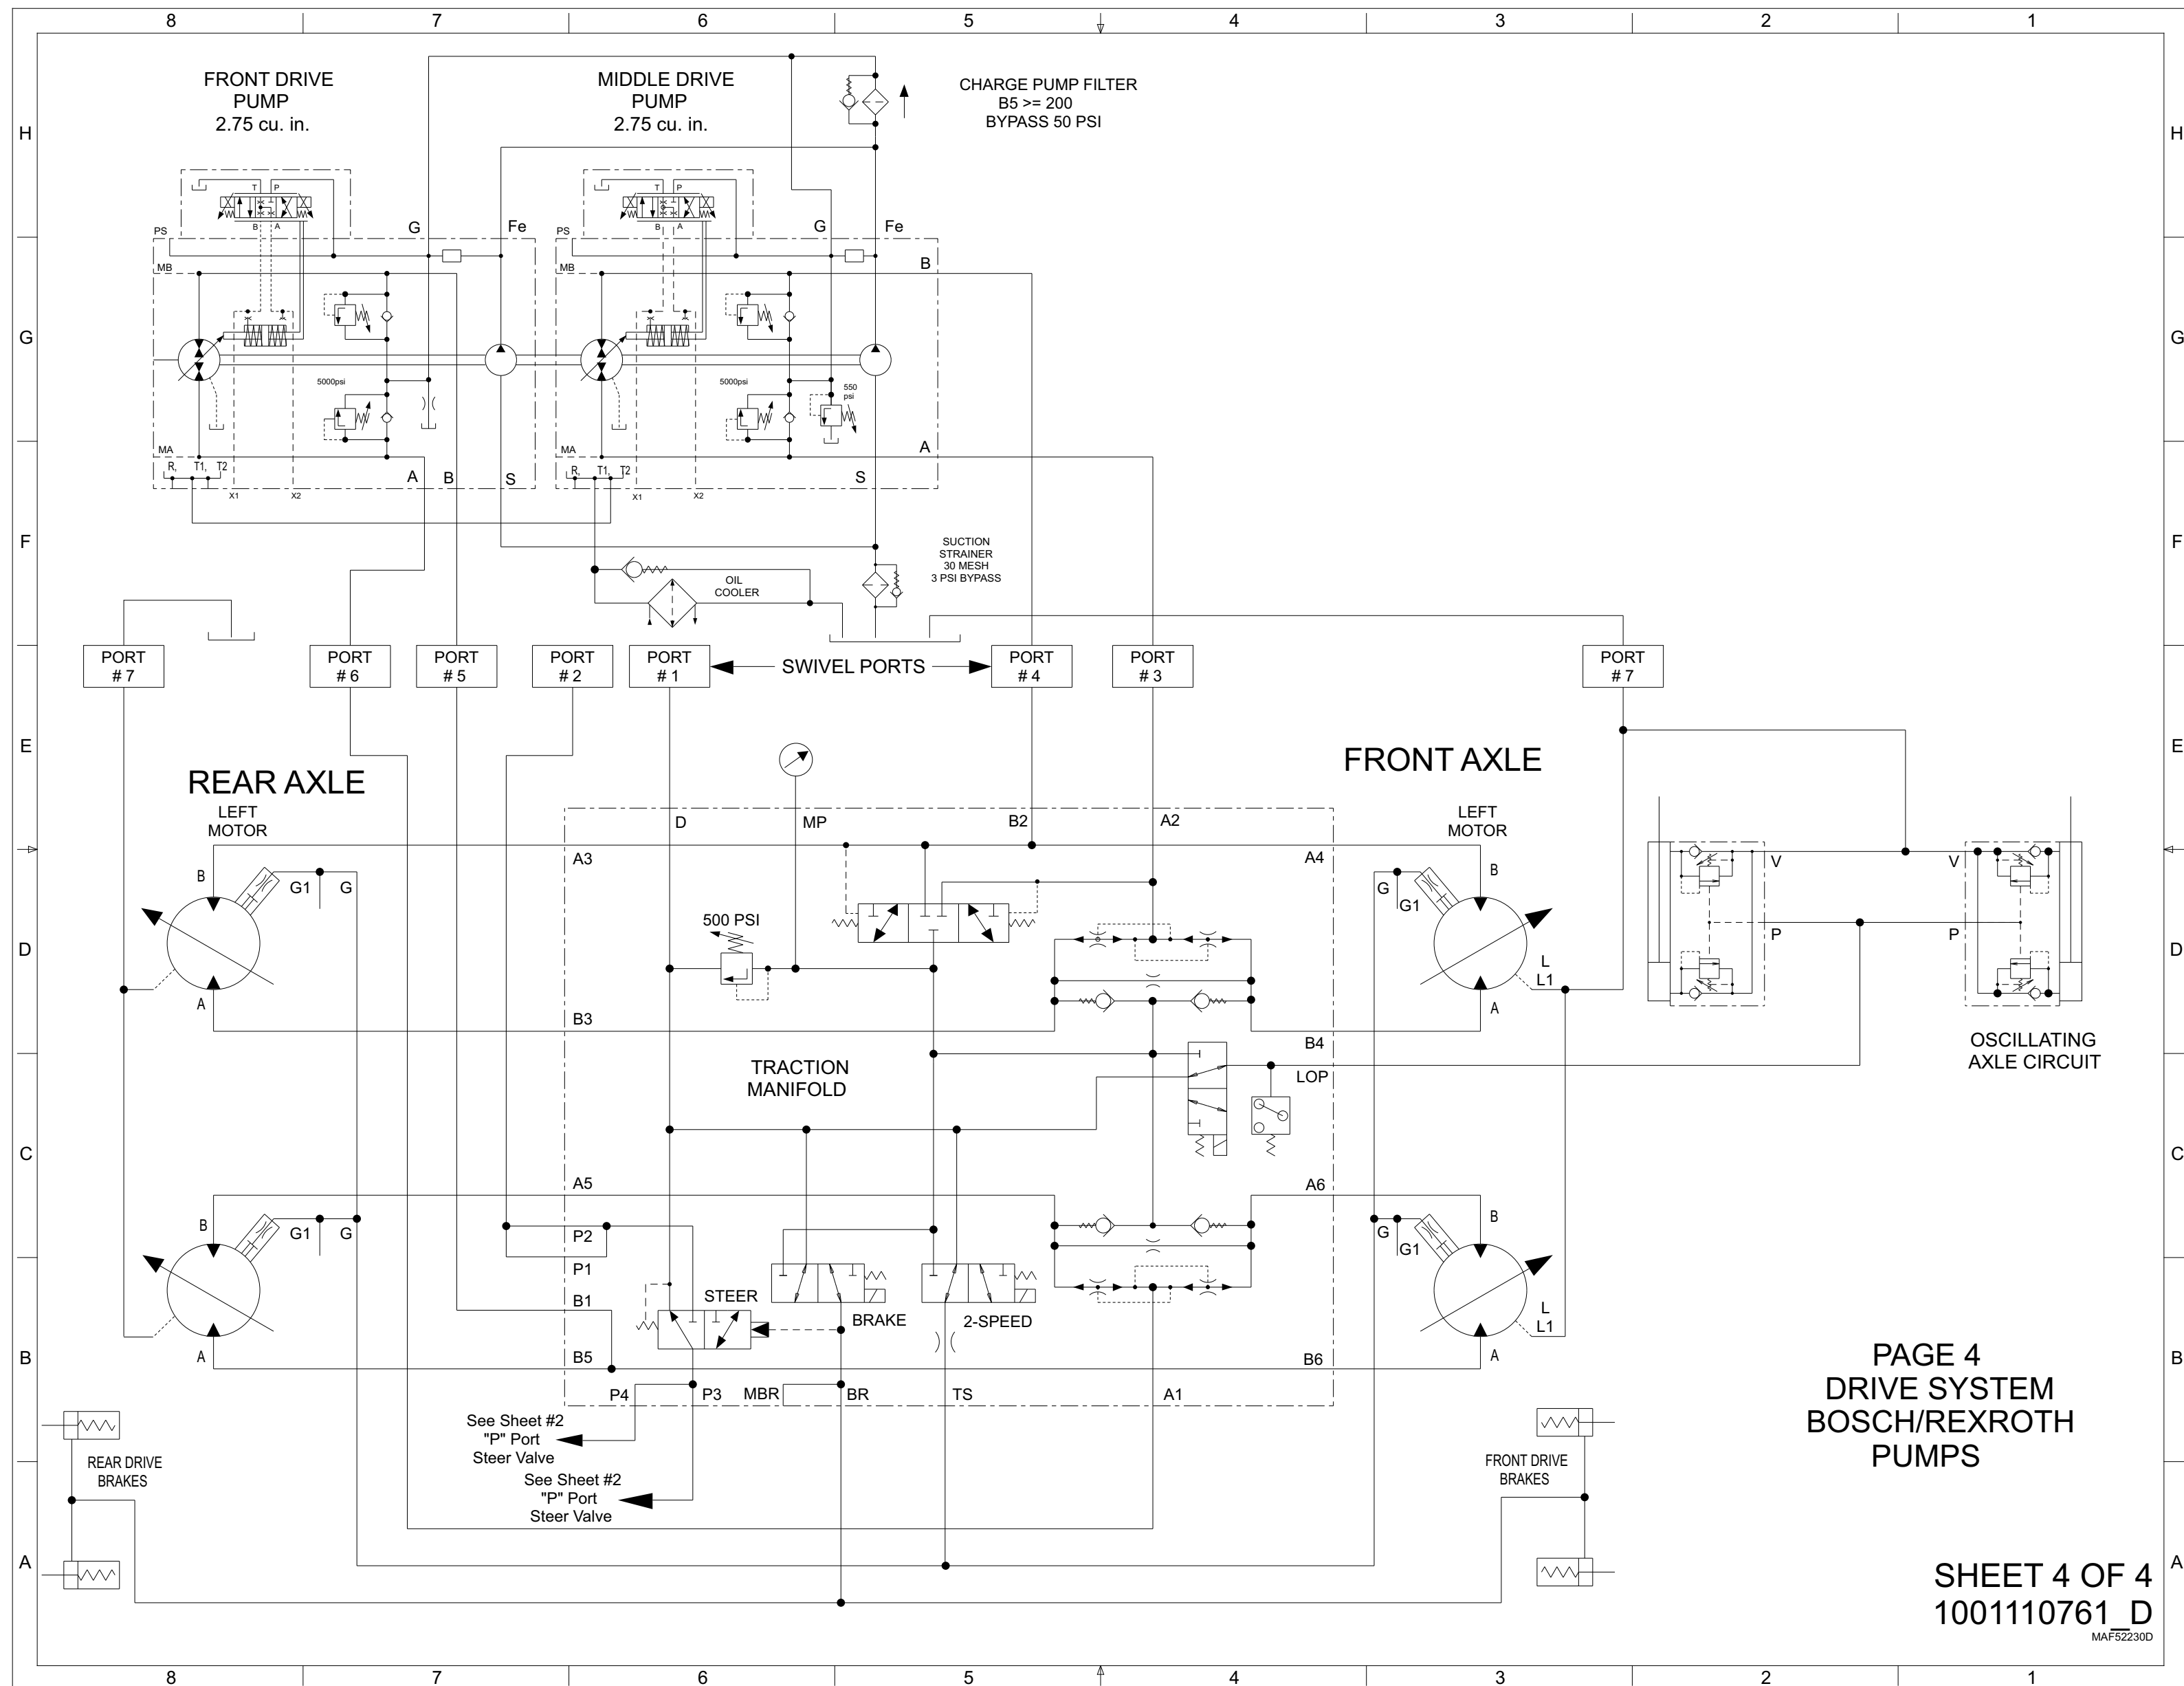 8 7 6 5 4 3 2 1
H
G
F
E
D
C
B
A
FRONT DRIVE
PUMP
2.75 cu. in.
MIDDLE DRIVE
PUMP
2.75 cu. in.
CHARGE PUMP FILTER
B5 >= 200
BYPASS 50 PSI
T P
B A
PS
G
Fe
MB
5000psi
MA
R, T1, T2
A B S
X1 X2
T P
B A
PS
G
Fe
MB
B
5000psi
550
psi
MA
A
R, T1, T2
S
X1 X2
SUCTION
STRAINER
30 MESH
3 PSI BYPASS
OIL
COOLER
PORT
# 7
PORT
# 6
PORT
# 5
PORT
# 2
PORT
# 1
SWIVEL PORTS
PORT
# 4
PORT
# 3
PORT
# 7
REAR AXLE
LEFT
MOTOR
FRONT AXLE
LEFT
MOTOR
D MP B2 A2
A3
A4
B
G1 G
G
G1
B
500 PSI
L
L1
A
A
B3
B4
V
P
V
P
OSCILLATING
AXLE CIRCUIT
TRACTION
MANIFOLD
LOP
A5
A6
B
G1 G
P2
P1
B1
B5
A
STEER
BRAKE
2-SPEED
G
G1
B
L
L1
A
B6
P4 P3 MBR BR TS A1
See Sheet #2
"P" Port
Steer Valve
See Sheet #2
"P" Port
Steer Valve
REAR DRIVE
BRAKES
FRONT DRIVE
BRAKES
PAGE 4
DRIVE SYSTEM
BOSCH/REXROTH
PUMPS
SHEET 4 OF 4
1001110761_D
MAF52230D
H
G
F
E
D
C
B
A
8 7 6 5 4 3 2 1